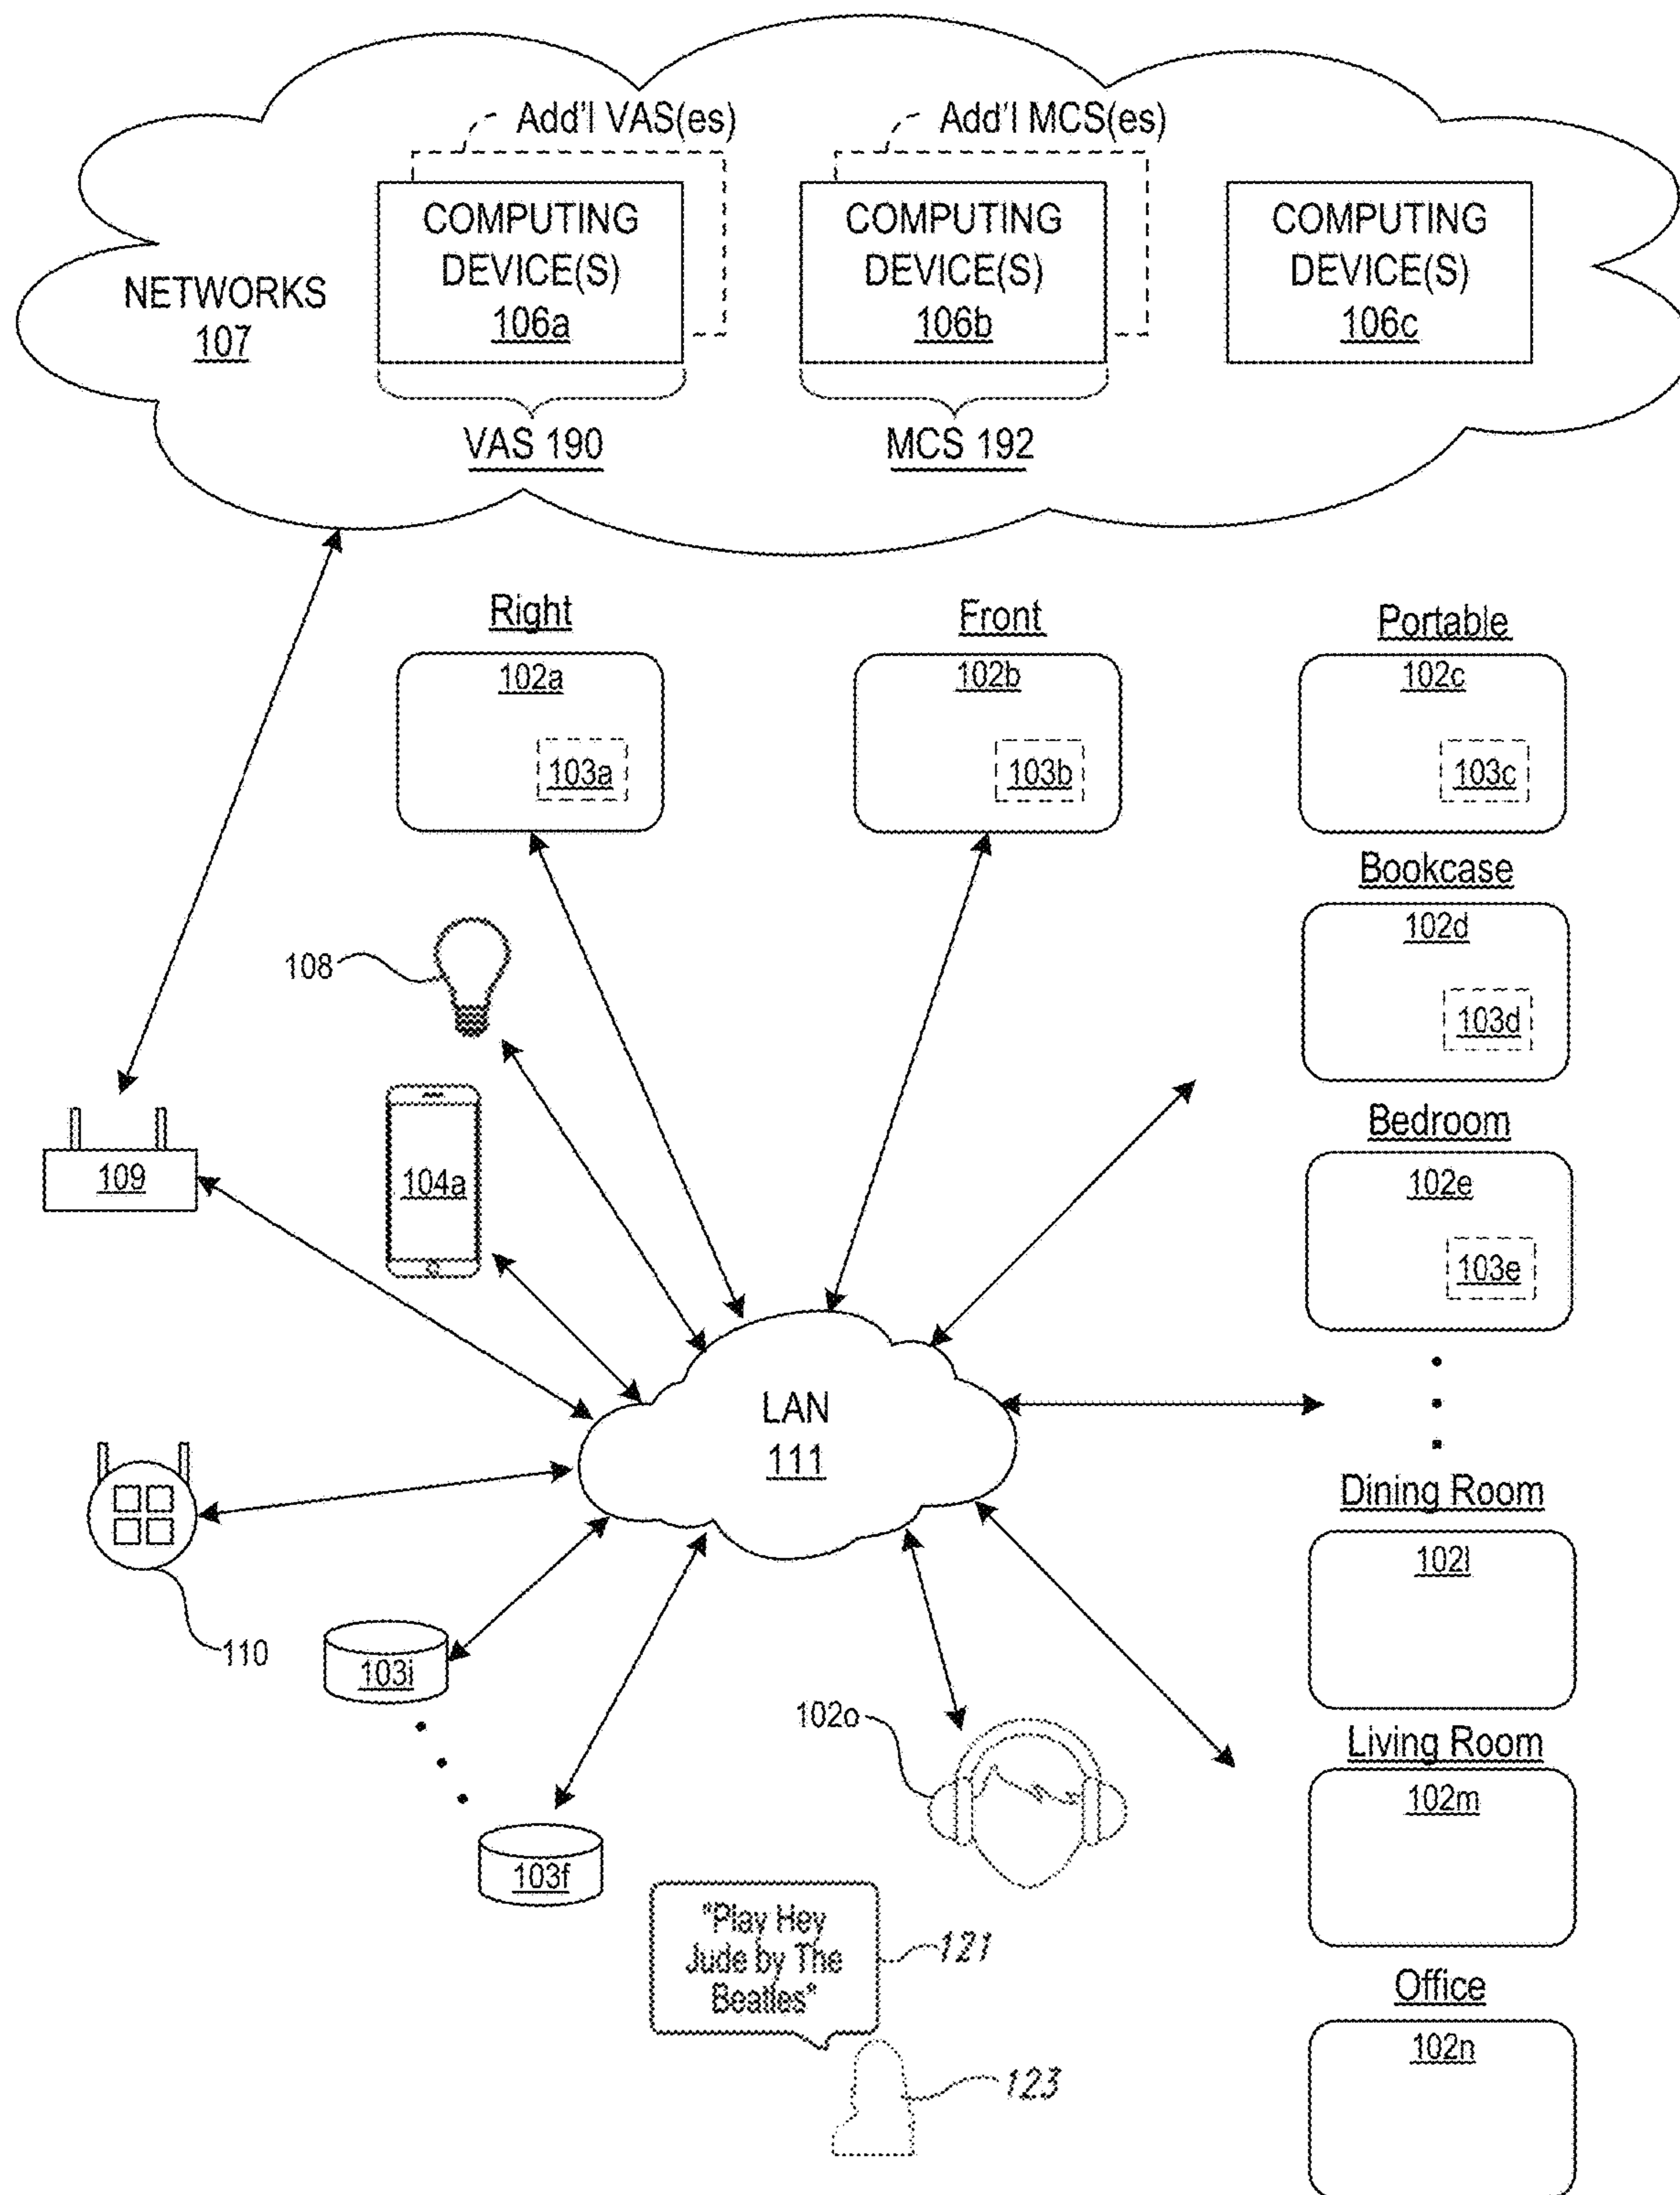 Add'l VAS(es)
Add'l MCS(es)
COMPUTING
DEVICE(S)
106a
COMPUTING
DEVICE(S)
106b
COMPUTING
DEVICE(S)
106c
NETWORKS
107
VAS 190
MCS 192
Right
102a
103a
Front
102b
103b
Portable
102c
103c
Bookcase
102d
103d
Bedroom
102e
103e
108
104a
109
LAN
111
110
103i
103f
102o
Dining Room
102l
Living Room
102m
Office
102n
"Play Hey
Jude by The
Beatles"
121
123